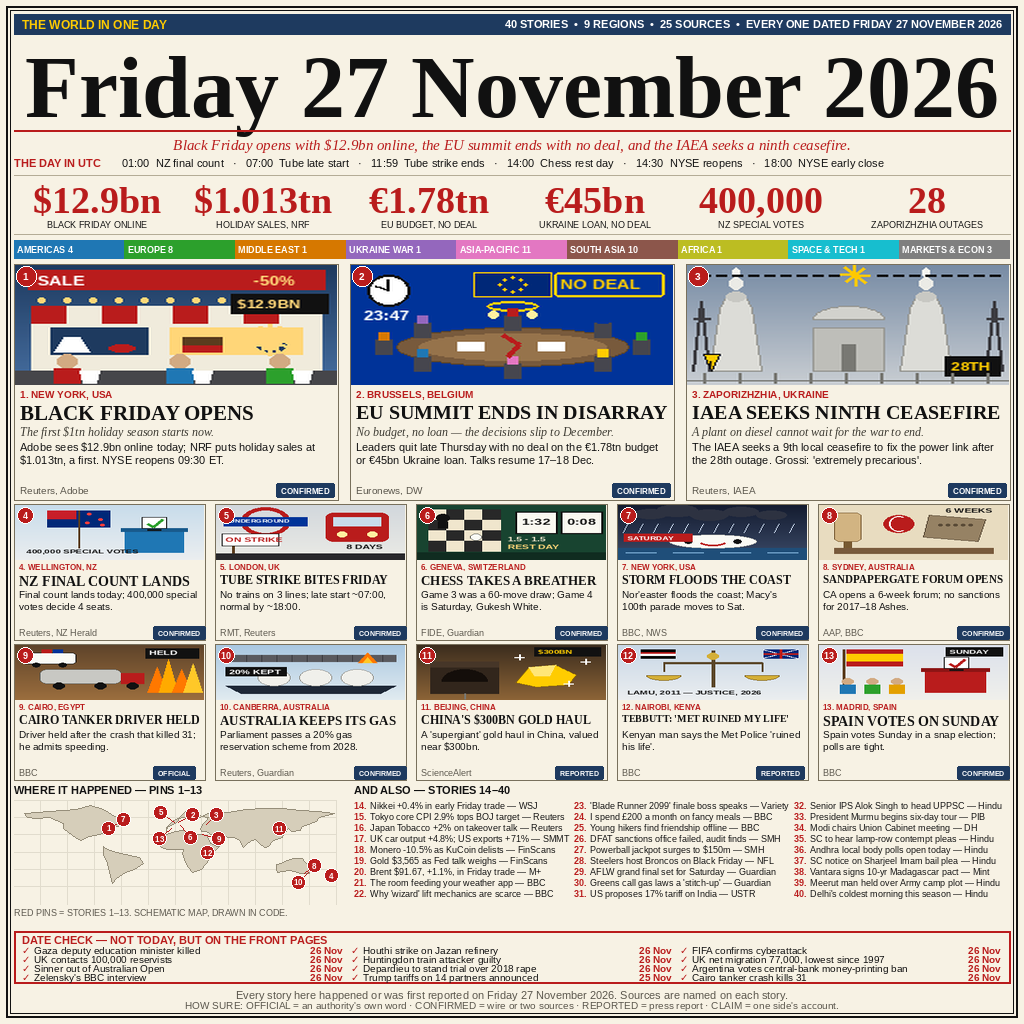 THE WORLD IN ONE DAY
40 STORIES • 9 REGIONS • 25 SOURCES • EVERY ONE DATED FRIDAY 27 NOVEMBER 2026
Friday 27 November 2026
Black Friday opens with $12.9bn online, the EU summit ends with no deal, and the IAEA seeks a ninth ceasefire.
THE DAY IN UTC 01:00 NZ final count · 07:00 Tube late start · 11:59 Tube strike ends · 14:00 Chess rest day · 14:30 NYSE reopens · 18:00 NYSE early close
$12.9bn
BLACK FRIDAY ONLINE
$1.013tn
HOLIDAY SALES, NRF
€1.78tn
EU BUDGET, NO DEAL
€45bn
UKRAINE LOAN, NO DEAL
400,000
NZ SPECIAL VOTES
28
ZAPORIZHZHIA OUTAGES
AMERICAS 4
EUROPE 8
MIDDLE EAST 1
UKRAINE WAR 1
ASIA-PACIFIC 11
SOUTH ASIA 10
AFRICA 1
SPACE & TECH 1
MARKETS & ECON 3
1
SALE
-50%
$12.9BN
1. NEW YORK, USA
BLACK FRIDAY OPENS
The first $1tn holiday season starts now.
Adobe sees $12.9bn online today; NRF puts holiday sales at
$1.013tn, a first. NYSE reopens 09:30 ET.
Reuters, Adobe
CONFIRMED
2
23:47
NO DEAL
2. BRUSSELS, BELGIUM
EU SUMMIT ENDS IN DISARRAY
No budget, no loan — the decisions slip to December.
Leaders quit late Thursday with no deal on the €1.78tn budget
or €45bn Ukraine loan. Talks resume 17–18 Dec.
Euronews, DW
CONFIRMED
3
28TH
3. ZAPORIZHZHIA, UKRAINE
IAEA SEEKS NINTH CEASEFIRE
A plant on diesel cannot wait for the war to end.
The IAEA seeks a 9th local ceasefire to fix the power link after
the 28th outage. Grossi: 'extremely precarious'.
Reuters, IAEA
CONFIRMED
4
400,000 SPECIAL VOTES
4. WELLINGTON, NZ
NZ FINAL COUNT LANDS
Final count lands today; 400,000 special
votes decide 4 seats.
Reuters, NZ Herald
CONFIRMED
5
UNDERGROUND
ON STRIKE
8 DAYS
5. LONDON, UK
TUBE STRIKE BITES FRIDAY
No trains on 3 lines; late start ~07:00,
normal by ~18:00.
RMT, Reuters
CONFIRMED
6
1:32
0:08
1.5 - 1.5
REST DAY
6. GENEVA, SWITZERLAND
CHESS TAKES A BREATHER
Game 3 was a 60-move draw; Game 4
is Saturday, Gukesh White.
FIDE, Guardian
CONFIRMED
7
SATURDAY
7. NEW YORK, USA
STORM FLOODS THE COAST
Nor'easter floods the coast; Macy's
100th parade moves to Sat.
BBC, NWS
CONFIRMED
8
6 WEEKS
8. SYDNEY, AUSTRALIA
SANDPAPERGATE FORUM OPENS
CA opens a 6-week forum; no sanctions
for 2017–18 Ashes.
AAP, BBC
CONFIRMED
9
HELD
9. CAIRO, EGYPT
CAIRO TANKER DRIVER HELD
Driver held after the crash that killed 31;
he admits speeding.
BBC
OFFICIAL
10
20% KEPT
10. CANBERRA, AUSTRALIA
AUSTRALIA KEEPS ITS GAS
Parliament passes a 20% gas
reservation scheme from 2028.
Reuters, Guardian
CONFIRMED
11
$300BN
11. BEIJING, CHINA
CHINA'S $300BN GOLD HAUL
A 'supergiant' gold haul in China, valued
near $300bn.
ScienceAlert
REPORTED
12
LAMU, 2011 — JUSTICE, 2026
12. NAIROBI, KENYA
TEBBUTT: 'MET RUINED MY LIFE'
Kenyan man says the Met Police 'ruined
his life'.
BBC
REPORTED
13
SUNDAY
13. MADRID, SPAIN
SPAIN VOTES ON SUNDAY
Spain votes Sunday in a snap election;
polls are tight.
BBC
CONFIRMED
WHERE IT HAPPENED — PINS 1–13
1
7
5
2
3
13
6
9
12
11
8
10
4
RED PINS = STORIES 1–13. SCHEMATIC MAP, DRAWN IN CODE.
AND ALSO — STORIES 14–40
14. Nikkei +0.4% in early Friday trade — WSJ
15. Tokyo core CPI 2.9% tops BOJ target — Reuters
16. Japan Tobacco +2% on takeover talk — Reuters
17. UK car output +4.8%; US exports +71% — SMMT
18. Monero -10.5% as KuCoin delists — FinScans
19. Gold $3,565 as Fed talk weighs — FinScans
20. Brent $91.67, +1.1%, in Friday trade — M+
21. The room feeding your weather app — BBC
22. Why 'wizard' lift mechanics are scarce — BBC
23. 'Blade Runner 2099' finale boss speaks — Variety
24. I spend £200 a month on fancy meals — BBC
25. Young hikers find friendship offline — BBC
26. DFAT sanctions office failed, audit finds — SMH
27. Powerball jackpot surges to $150m — SMH
28. Steelers host Broncos on Black Friday — NFL
29. AFLW grand final set for Saturday — Guardian
30. Greens call gas laws a 'stitch-up' — Guardian
31. US proposes 17% tariff on India — USTR
32. Senior IPS Alok Singh to head UPPSC — Hindu
33. President Murmu begins six-day tour — PIB
34. Modi chairs Union Cabinet meeting — DH
35. SC to hear lamp-row contempt pleas — Hindu
36. Andhra local body polls open today — Hindu
37. SC notice on Sharjeel Imam bail plea — Hindu
38. Vantara signs 10-yr Madagascar pact — Mint
39. Meerut man held over Army camp plot — Hindu
40. Delhi's coldest morning this season — Hindu
DATE CHECK — NOT TODAY, BUT ON THE FRONT PAGES
✓ Gaza deputy education minister killed 26 Nov
✓ UK contacts 100,000 reservists 26 Nov
✓ Sinner out of Australian Open 26 Nov
✓ Zelensky's BBC interview 26 Nov
✓ Houthi strike on Jazan refinery 26 Nov
✓ Huntingdon train attacker guilty 26 Nov
✓ Depardieu to stand trial over 2018 rape 26 Nov
✓ Trump tariffs on 14 partners announced 25 Nov
✓ FIFA confirms cyberattack 26 Nov
✓ UK net migration 77,000, lowest since 1997 26 Nov
✓ Argentina votes central-bank money-printing ban 26 Nov
✓ Cairo tanker crash kills 31 26 Nov
Every story here happened or was first reported on Friday 27 November 2026. Sources are named on each story.
HOW SURE: OFFICIAL = an authority's own word · CONFIRMED = wire or two sources · REPORTED = press report · CLAIM = one side's account.